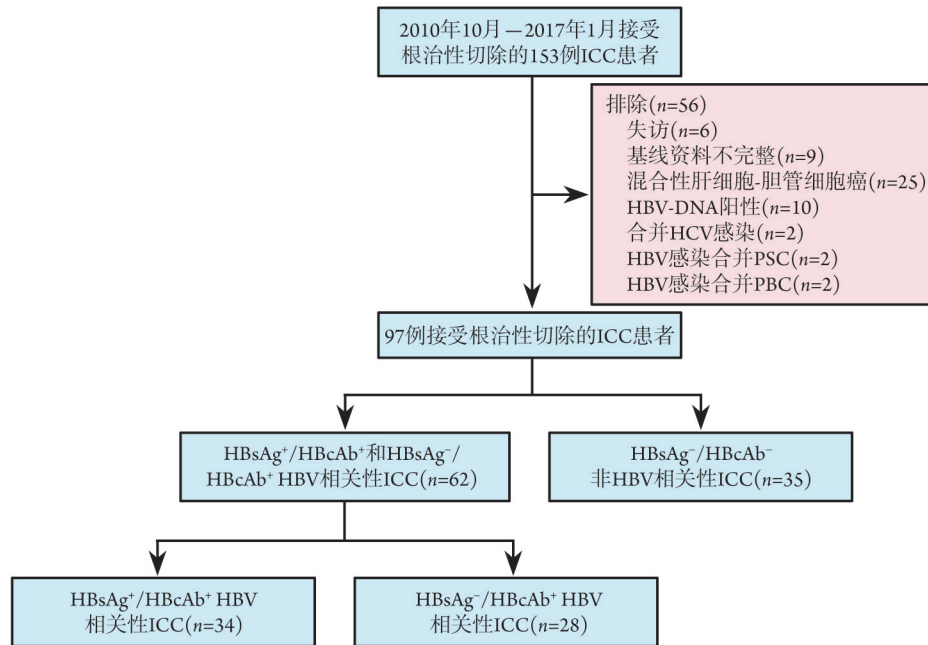 2010年10月—2017年1月接受
根治性切除的153例ICC患者
排除(n=56)
失访(n=6)
基线资料不完整(n=9)
混合性肝细胞-胆管细胞癌(n=25)
HBV-DNA阳性(n=10)
合并HCV感染(n=2)
HBV感染合并PSC(n=2)
HBV感染合并PBC(n=2)
97例接受根治性切除的ICC患者
HBsAg⁺/HBcAb⁺和HBsAg⁻/
HBcAb⁺ HBV相关性ICC(n=62)
HBsAg⁻/HBcAb⁻
非HBV相关性ICC(n=35)
HBsAg⁺/HBcAb⁺ HBV
相关性ICC(n=34)
HBsAg⁻/HBcAb⁺ HBV
相关性ICC(n=28)